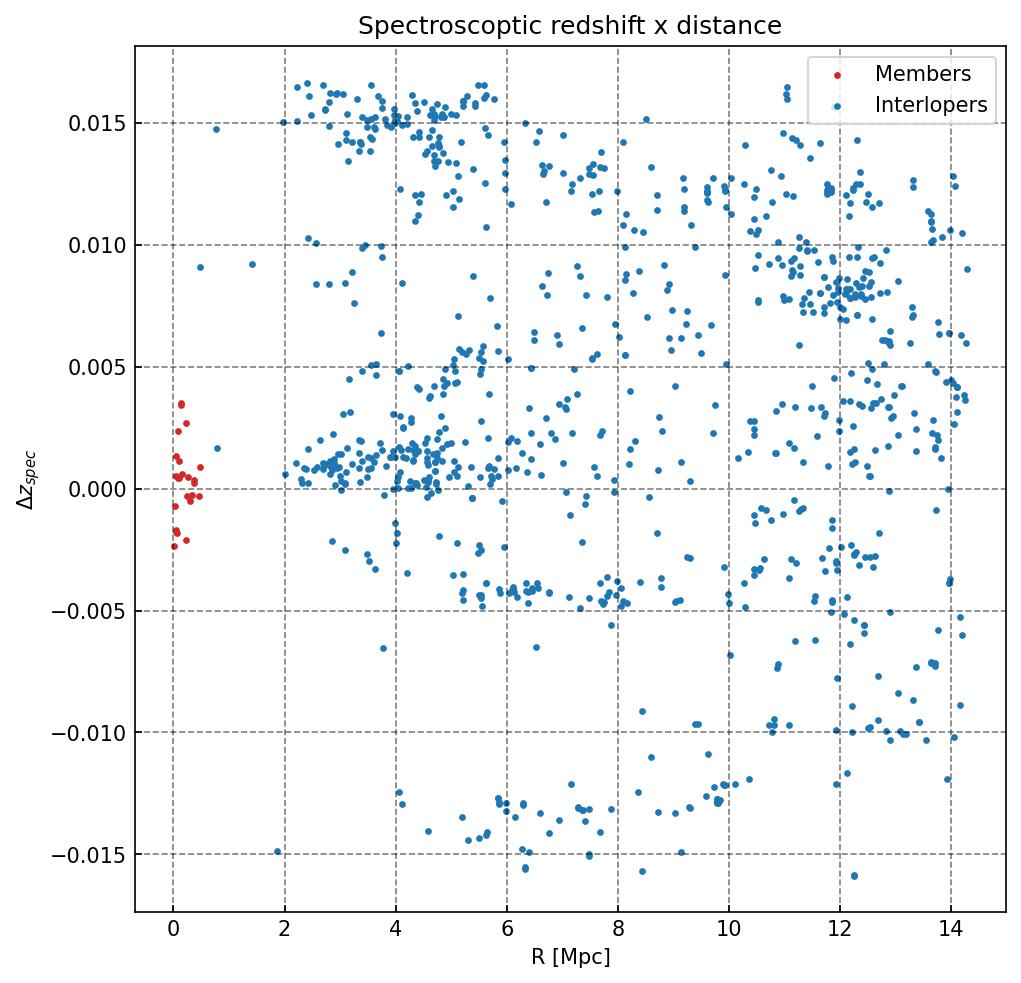 Spectroscoptic redshift x distance
Members
Interlopers
0.015
0.010
0.005
0.000
−0.005
−0.010
−0.015
Δz_spec
0 2 4 6 8 10 12 14
R [Mpc]